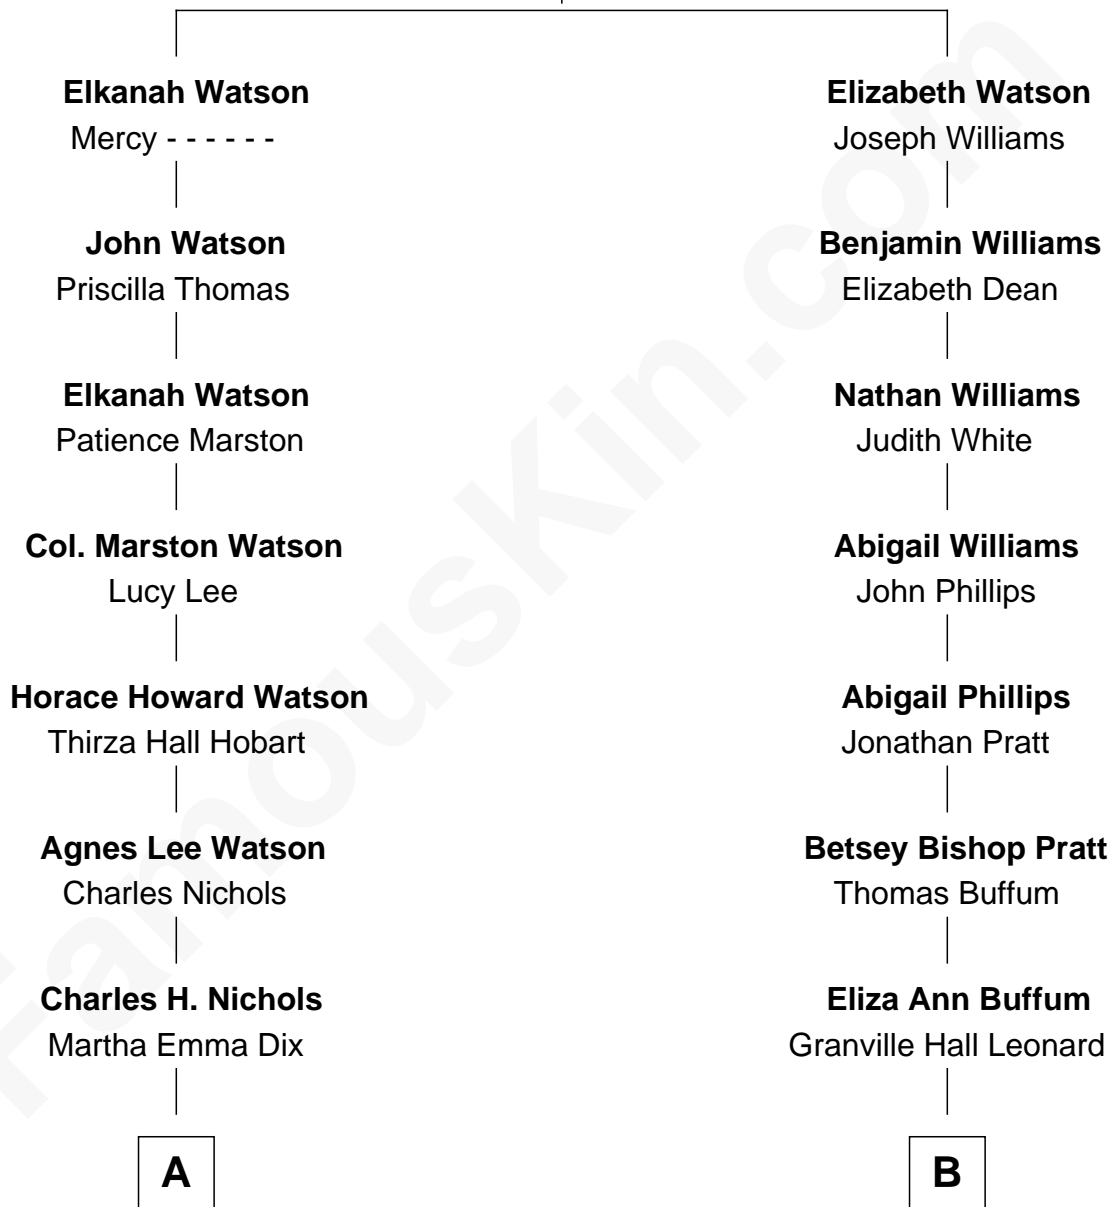 Elkanah Watson
Mercy - - - - - -
John Watson
Priscilla Thomas
Elkanah Watson
Patience Marston
Col. Marston Watson
Lucy Lee
Horace Howard Watson
Thirza Hall Hobart
Agnes Lee Watson
Charles Nichols
Charles H. Nichols
Martha Emma Dix
A
Elizabeth Watson
Joseph Williams
Benjamin Williams
Elizabeth Dean
Nathan Williams
Judith White
Abigail Williams
John Phillips
Abigail Phillips
Jonathan Pratt
Betsey Bishop Pratt
Thomas Buffum
Eliza Ann Buffum
Granville Hall Leonard
B
FamousKin.com